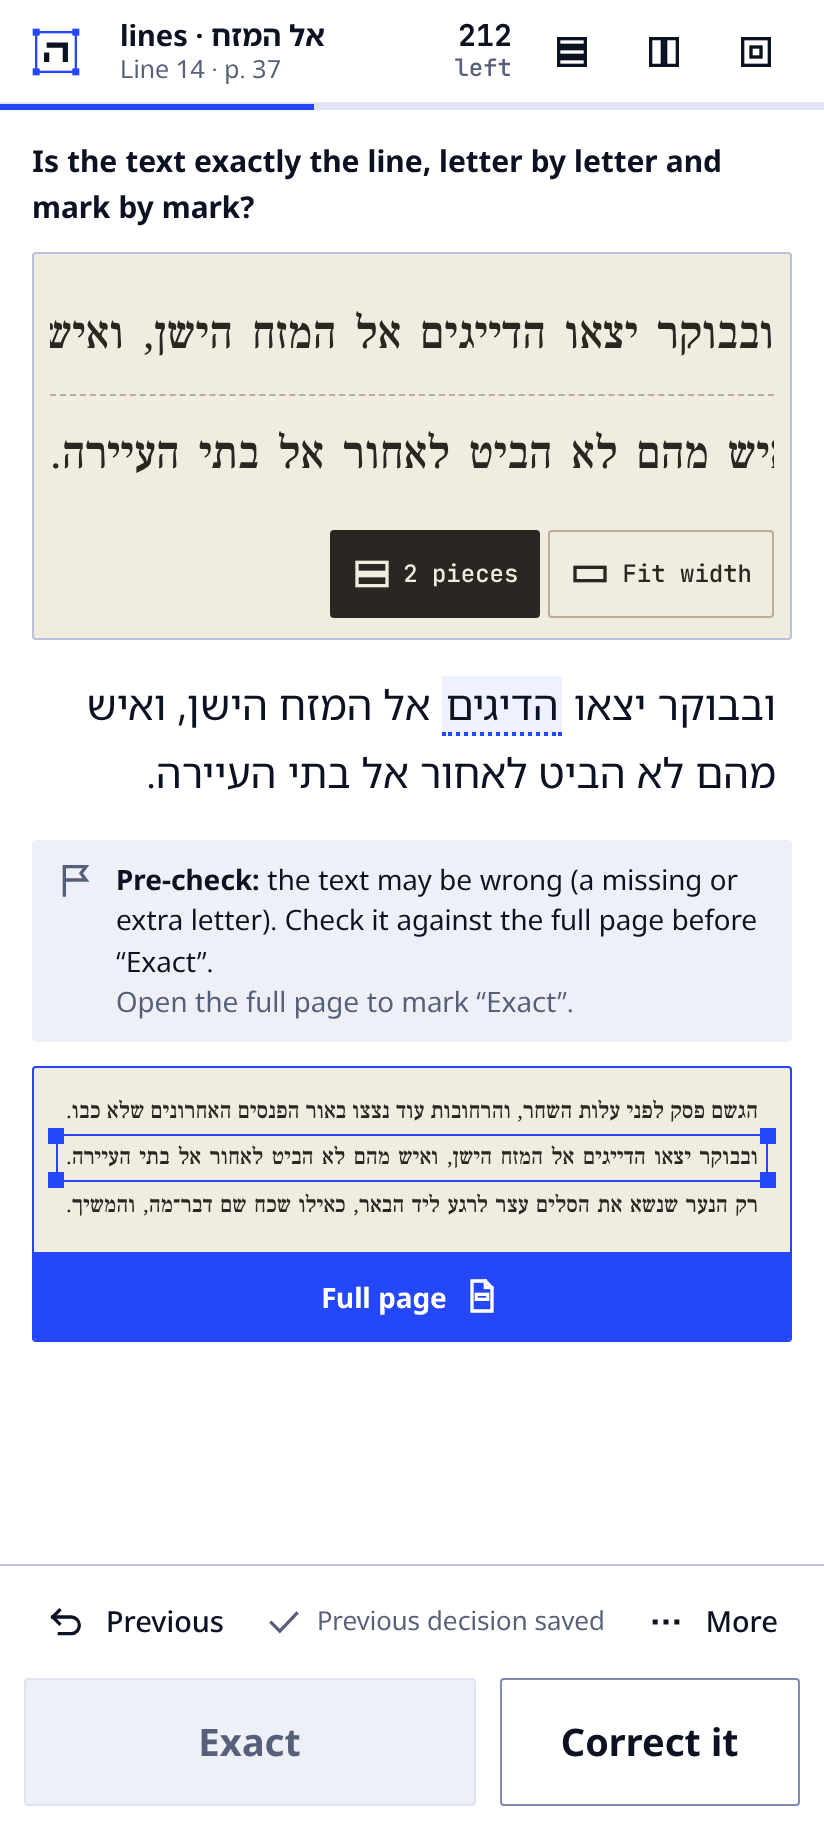 ה
lines · אל המזח
Line 14 · p. 37
212
left
Is the text exactly the line, letter by letter and
mark by mark?
ובבוקר יצאו הדייגים אל המזח הישן, ואיש
איש מהם לא הביט לאחור אל בתי העיירה.
2 pieces
Fit width
ובבוקר יצאו הדיגים אל המזח הישן, ואיש
מהם לא הביט לאחור אל בתי העיירה.
Pre-check: the text may be wrong (a missing or
extra letter). Check it against the full page before
“Exact”.
Open the full page to mark “Exact”.
הגשם פסק לפני עלות השחר, והרחובות עוד נצצו באור הפנסים האחרונים שלא כבו.
ובבוקר יצאו הדייגים אל המזח הישן, ואיש מהם לא הביט לאחור אל בתי העיירה.
רק הנער שנשא את הסלים עצר לרגע ליד הבאר, כאילו שכח שם דבר־מה, והמשיך.
Full page
Previous
Previous decision saved
More
Exact
Correct it